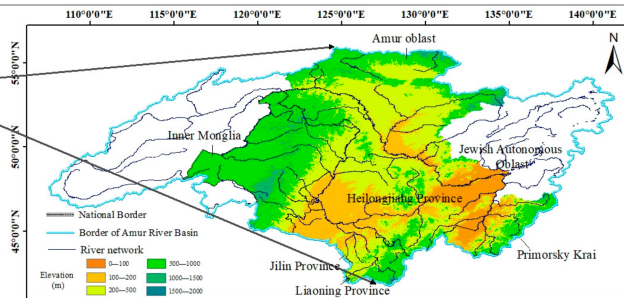 110°0'0"E 115°0'0"E 120°0'0"E 125°0'0"E 130°0'0"E 135°0'0"E 140°0'0"E
N
Amur oblast
55°0'0"N
Inner Monglia
50°0'0"N
Jewish Autonomous
Oblast
Heilongjiang Province
National Border
Border of Amur River Basin
River network
45°0'0"N
Primorsky Krai
Elevation
(m)
0—100
100—200
200—500
500—1000
1000—1500
1500—2000
Jilin Province
Liaoning Province